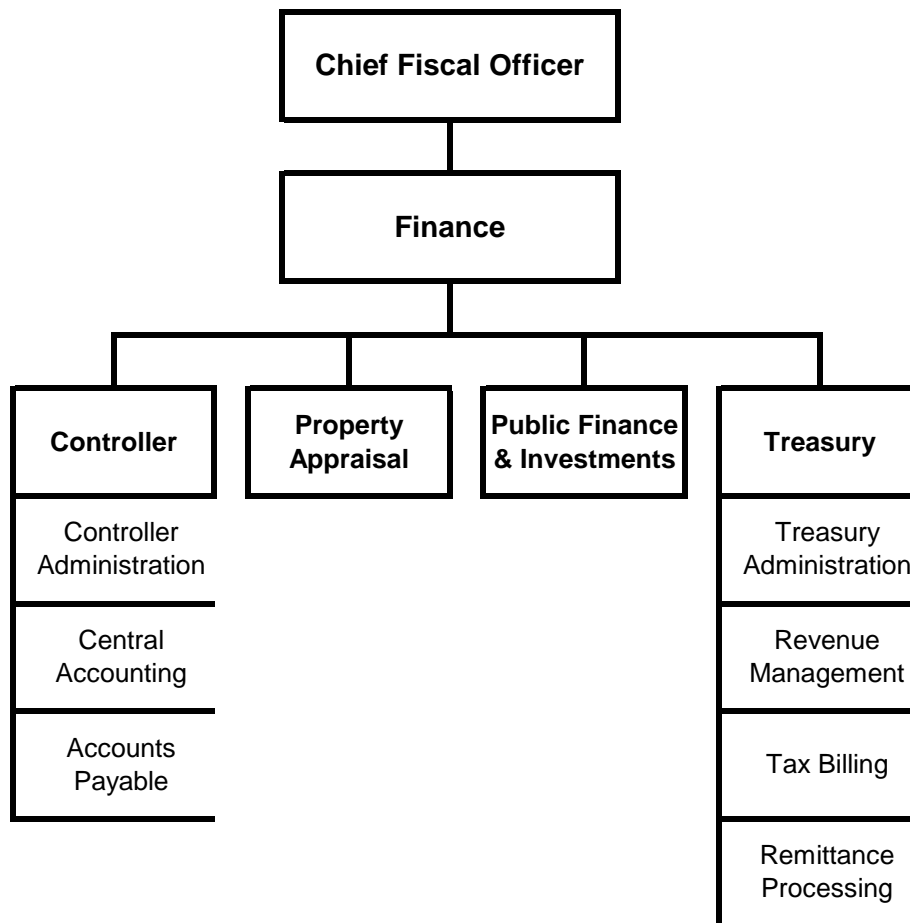 Chief Fiscal Officer
Finance
Controller
Property
Appraisal
Public Finance
& Investments
Treasury
Controller
Administration
Central
Accounting
Accounts
Payable
Treasury
Administration
Revenue
Management
Tax Billing
Remittance
Processing